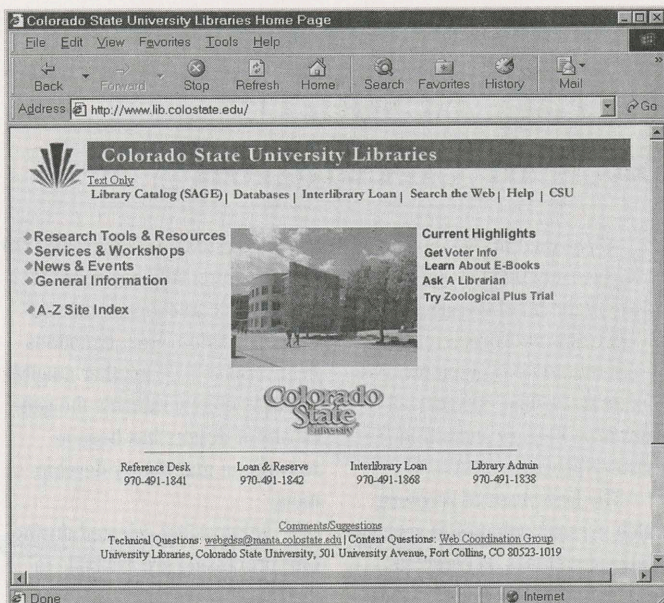 Colorado State University Libraries Home Page
File Edit View Favorites Tools Help
Back Forward Stop Refresh Home Search Favorites History Mail
Address http://www.lib.colostate.edu/ Go
Colorado State University Libraries
Text Only
Library Catalog (SAGE) | Databases | Interlibrary Loan | Search the Web | Help | CSU
Research Tools & Resources
Services & Workshops
News & Events
General Information
A-Z Site Index
Current Highlights
Get Voter Info
Learn About E-Books
Ask A Librarian
Try Zoological Plus Trial
Colorado
State
University
Reference Desk Loan & Reserve Interlibrary Loan Library Admin
970-491-1841 970-491-1842 970-491-1868 970-491-1838
Comments/Suggestions
Technical Questions: webgdss@manta.colostate.edu | Content Questions: Web Coordination Group
University Libraries, Colorado State University, 501 University Avenue, Fort Collins, CO 80523-1019
Done Internet